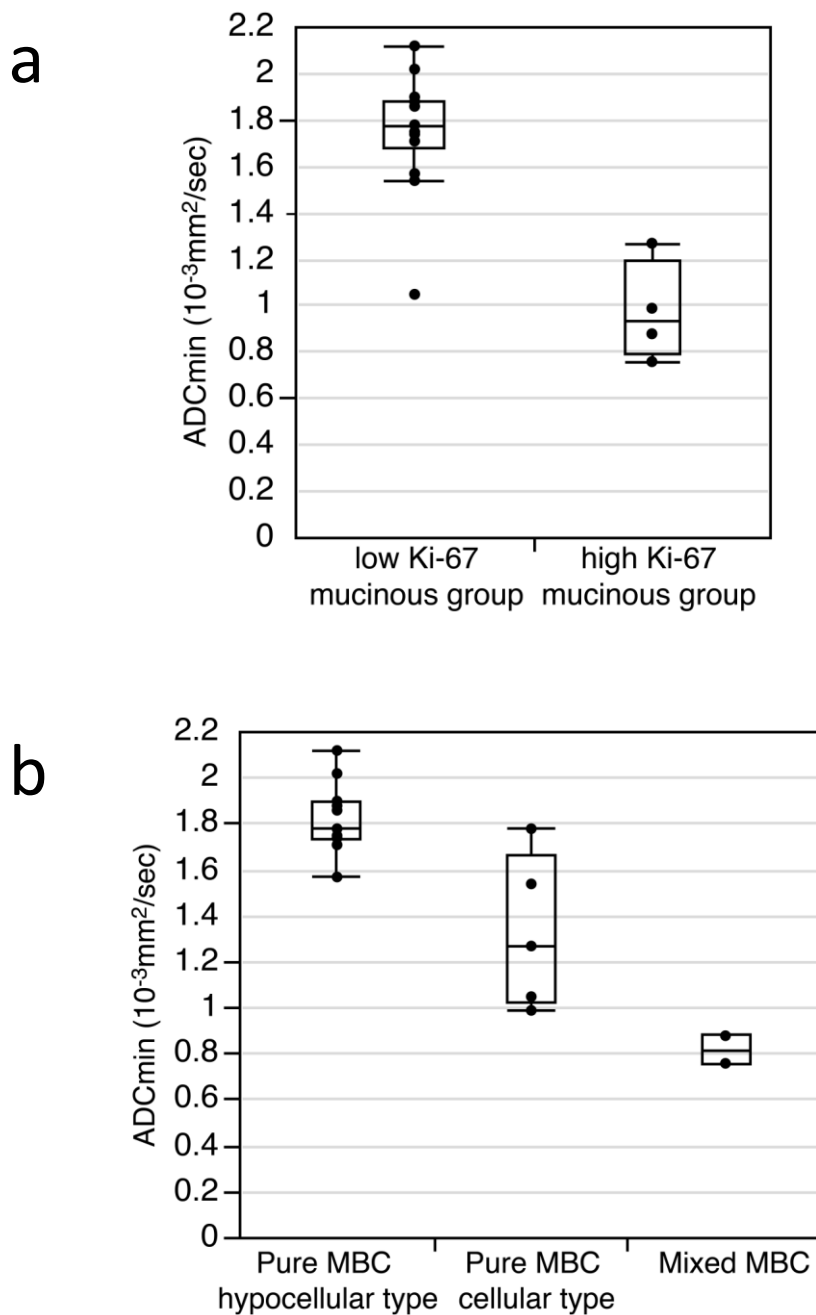 a
ADCmin (10-3mm2/sec)
2.2
2
1.8
1.6
1.4
1.2
1
0.8
0.6
0.4
0.2
0
low Ki-67
mucinous group
high Ki-67
mucinous group
b
ADCmin (10-3mm2/sec)
2.2
2
1.8
1.6
1.4
1.2
1
0.8
0.6
0.4
0.2
0
Pure MBC
hypocellular type
Pure MBC
cellular type
Mixed MBC